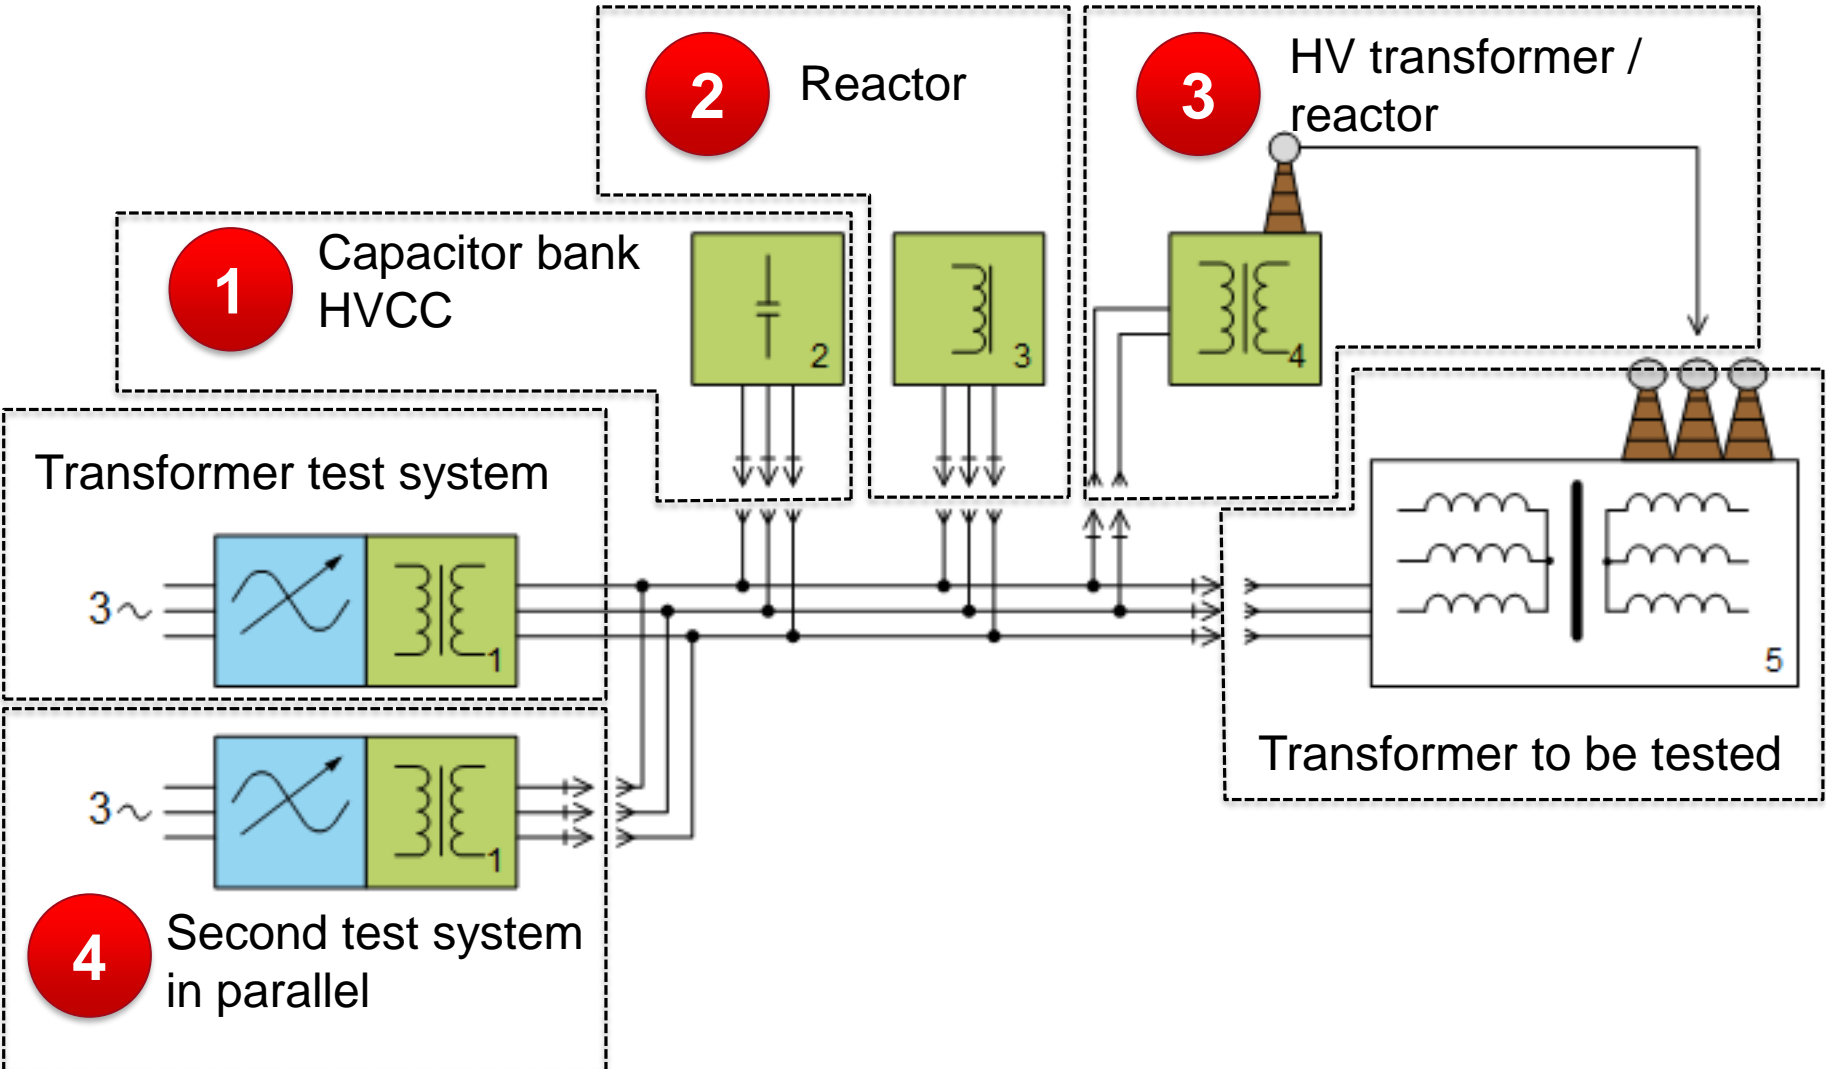 2
Reactor
3
HV transformer /
reactor
1
Capacitor bank
HVCC
2
3
4
Transformer test system
3~
1
5
Transformer to be tested
3~
1
4
Second test system
in parallel